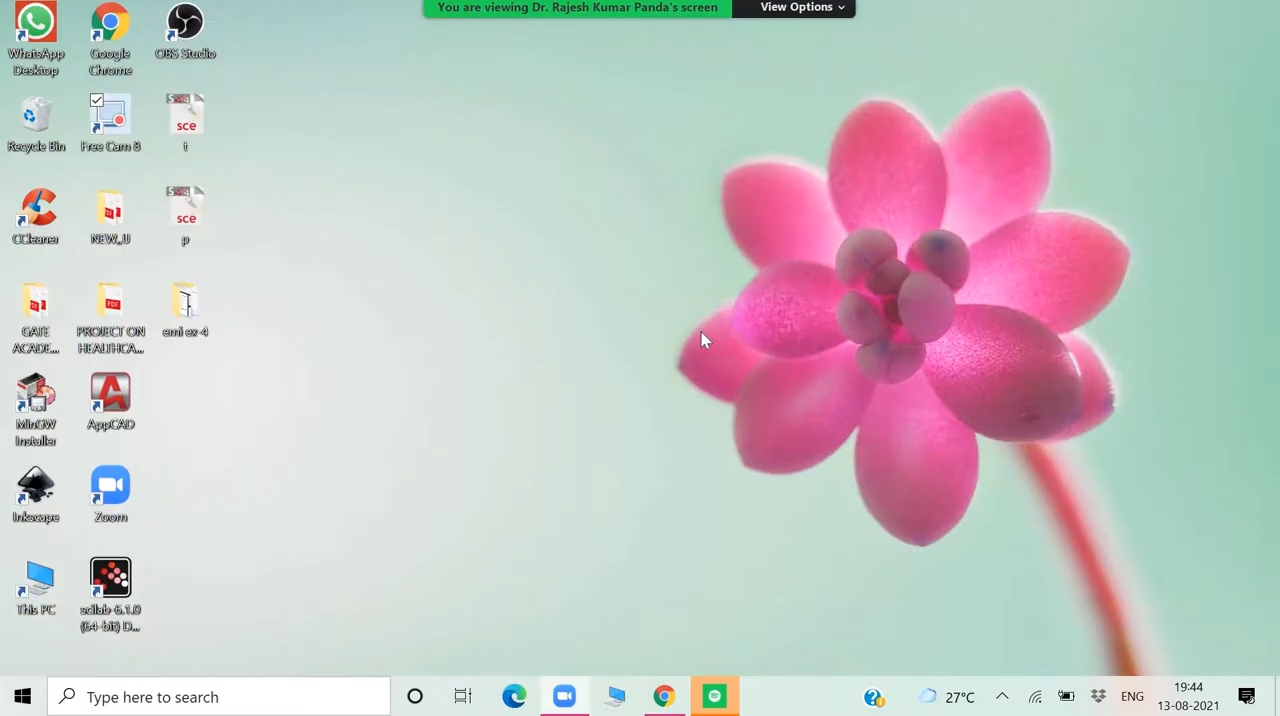 You are viewing Dr. Rajesh Kumar Panda's screen
View Options
WhatsApp
Desktop
Google
Chrome
OBS Studio
Recycle Bin
Free Cam 8
sce
t
CCleaner
NEW_U
sce
p
GATE
ACADE...
PDF
PROJECT ON
HEALTHCA...
emi ex-4
MinGW
Installer
AppCAD
Inkscape
Zoom
This PC
scilab-6.1.0
(64-bit) D...
Type here to search
27°C
ENG
19:44
13-08-2021